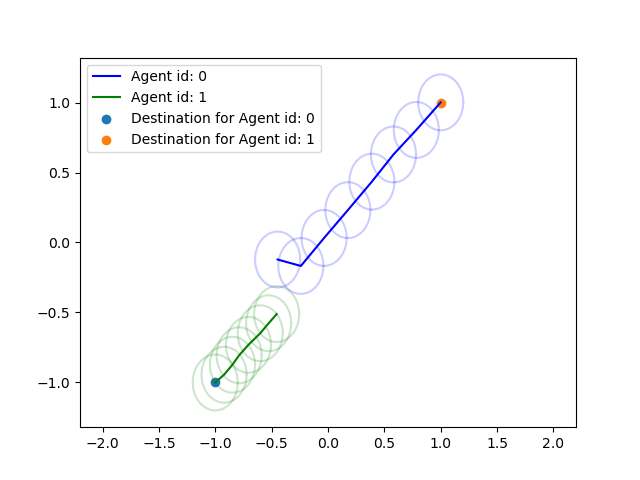 Agent id: 0
Agent id: 1
Destination for Agent id: 0
Destination for Agent id: 1
1.0
0.5
0.0
−0.5
−1.0
−2.0 −1.5 −1.0 −0.5 0.0 0.5 1.0 1.5 2.0